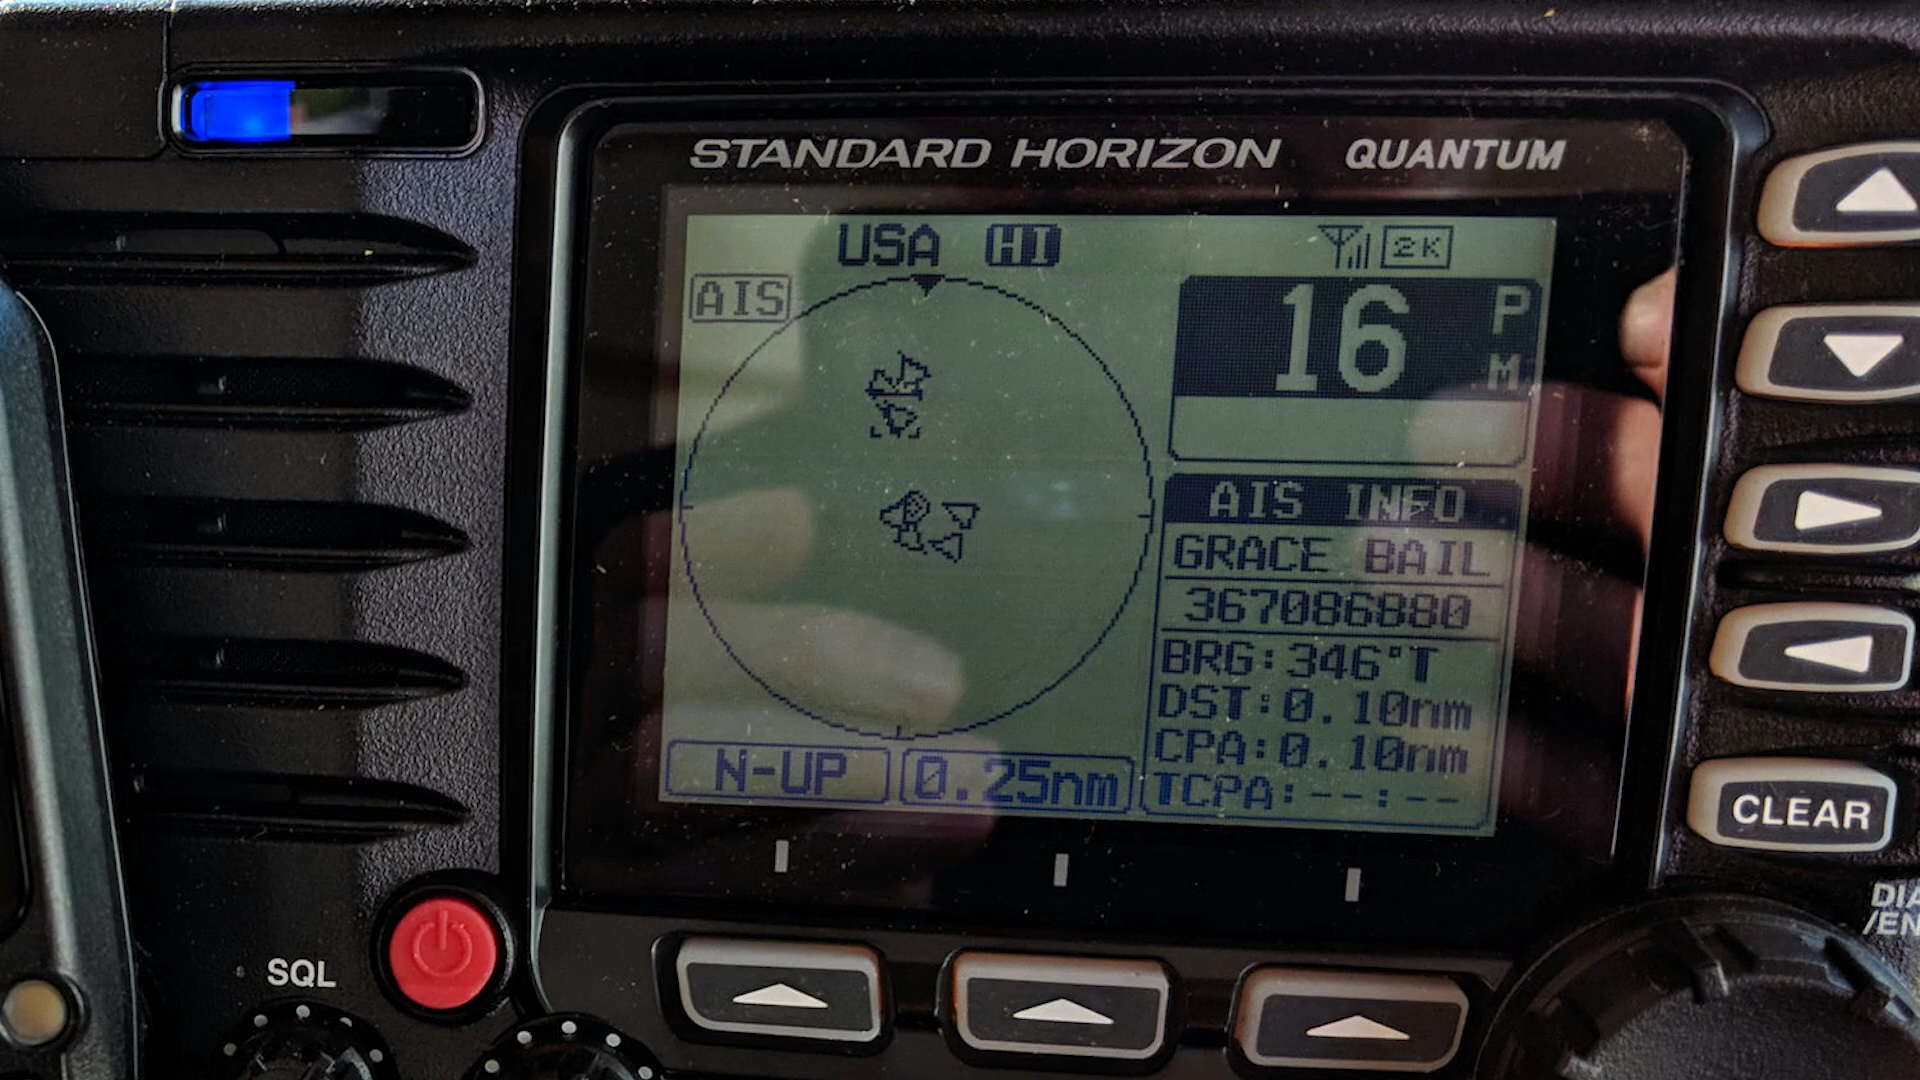 STANDARD HORIZON QUANTUM
USA HI 2K
AIS
16 P
M
AIS INFO
GRACE BAIL
367086880
BRG:346°T
DST:0.10nm
CPA:0.10nm
TCPA:--:--
N-UP 0.25nm
CLEAR
SQL